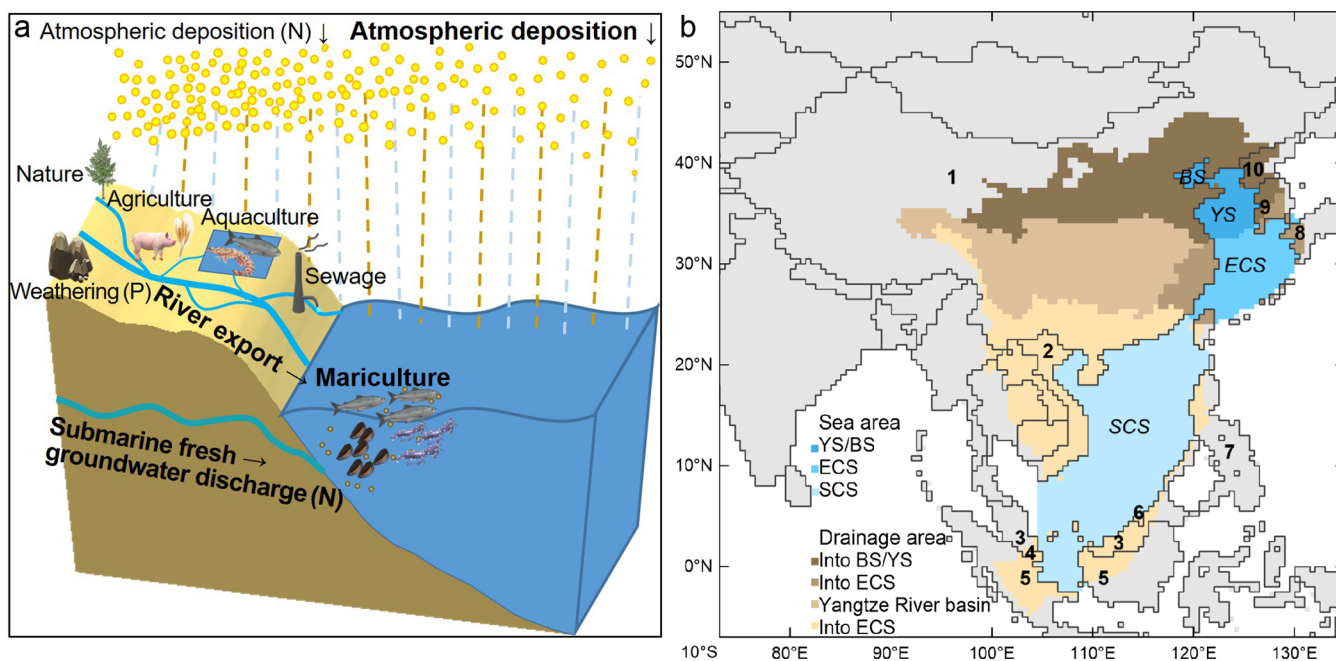 a
Atmospheric deposition (N) ↓
Atmospheric deposition ↓
Nature
Agriculture
Aquaculture
Sewage
Weathering (P)
River export →
Mariculture
Submarine fresh →
groundwater discharge (N)
b
50°N
40°N
30°N
20°N
10°N
0°N
10°S
80°E
90°E
100°E
110°E
120°E
130°E
1
10
BS
YS
9
8
ECS
2
SCS
7
6
3
3
4
5
5
Sea area
YS/BS
ECS
SCS
Drainage area
Into BS/YS
Into ECS
Yangtze River basin
Into ECS